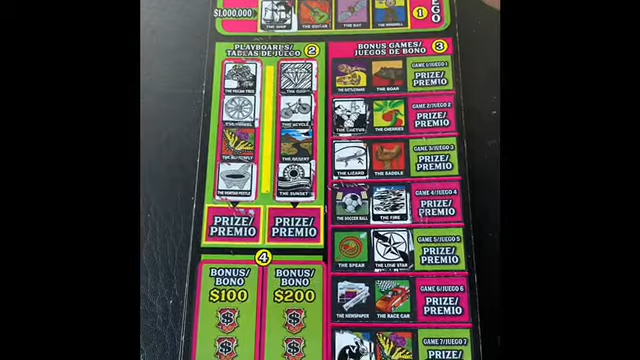 $1,000,000
THE SHIP
THE GUITAR
THE BAT
THE WINDMILL
1
EGO
PLAYBOARDS/
TABLAS DE JUEGO
2
BONUS GAMES/
JUEGOS DE BONO
3
THE PECAN TREE
THE BICYCLE
THE BUTTERFLY
THE DESERT
THE MORTAR PESTLE
THE SUNSET
PRIZE/
PREMIO
PRIZE/
PREMIO
THE RATTLESNAKE
THE BOAR
GAME 1/JUEGO 1
PRIZE/
PREMIO
THE CACTUS
THE CHERRIES
GAME 2/JUEGO 2
PRIZE/
PREMIO
THE LIZARD
THE SADDLE
GAME 3/JUEGO 3
PRIZE/
PREMIO
THE SOCCER BALL
THE FIRE
GAME 4/JUEGO 4
PRIZE/
PREMIO
THE SPEAR
THE LONE STAR
GAME 5/JUEGO 5
PRIZE/
PREMIO
THE NEWSPAPER
THE RACE CAR
GAME 6/JUEGO 6
PRIZE/
PREMIO
GAME 7/JUEGO 7
PRIZE/
4
BONUS/
BONO
$100
BONUS/
BONO
$200